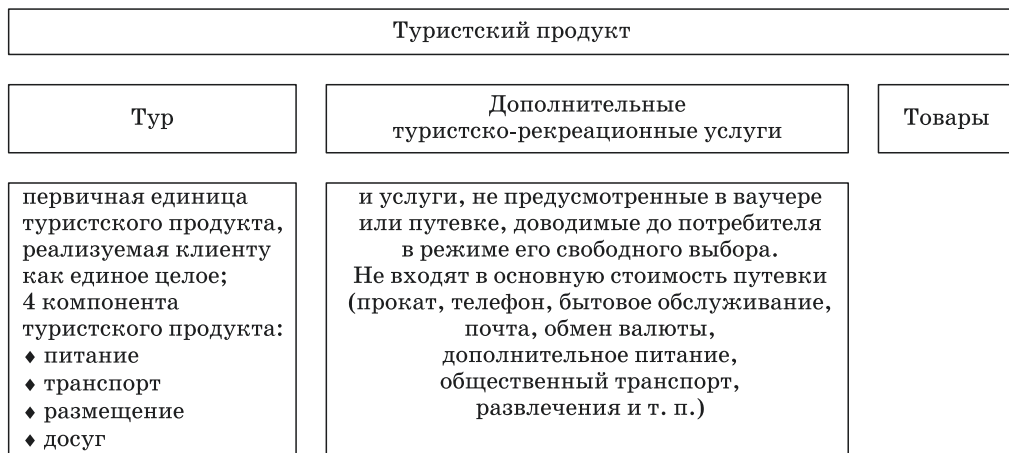 Туристский продукт
Тур
Дополнительные
туристско-рекреационные услуги
Товары
первичная единица
туристского продукта,
реализуемая клиенту
как единое целое;
4 компонента
туристского продукта:
♦ питание
♦ транспорт
♦ размещение
♦ досуг
и услуги, не предусмотренные в ваучере
или путевке, доводимые до потребителя
в режиме его свободного выбора.
Не входят в основную стоимость путевки
(прокат, телефон, бытовое обслуживание,
почта, обмен валюты,
дополнительное питание,
общественный транспорт,
развлечения и т. п.)